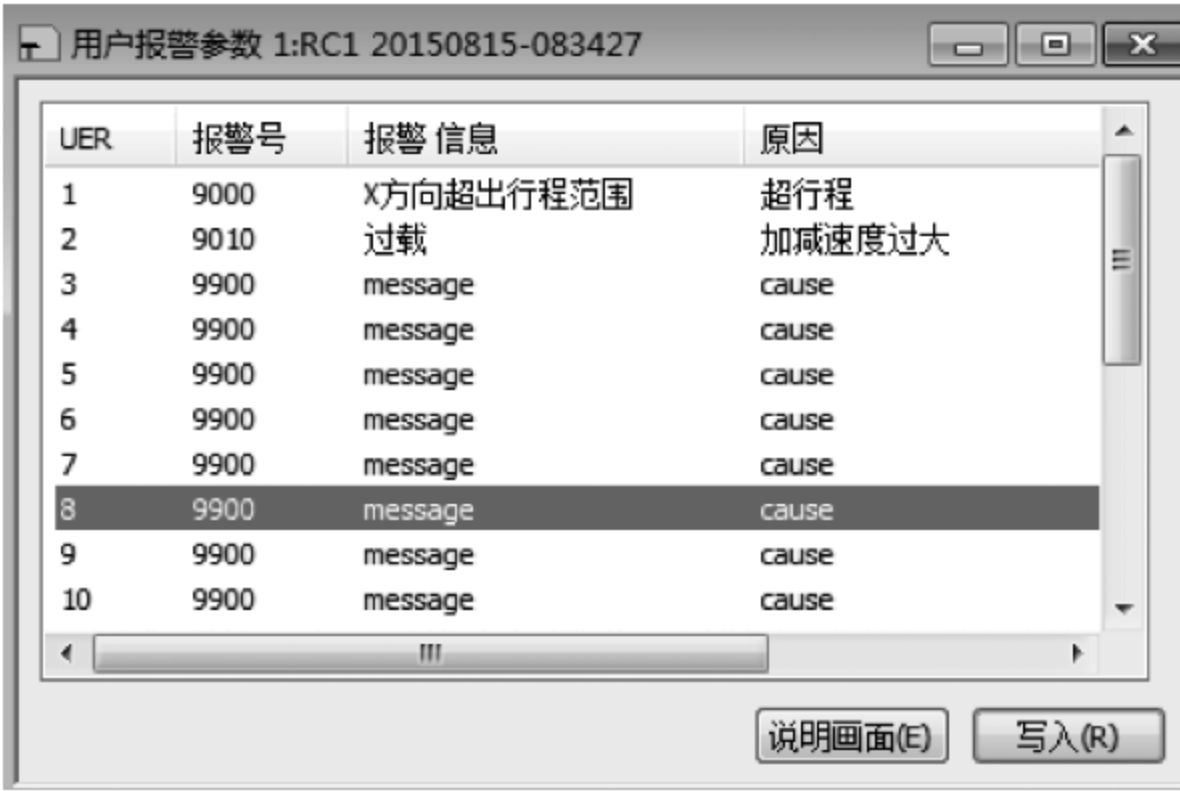 用户报警参数 1:RC1 20150815-083427
UER 报警号 报警 信息 原因
1 9000 X方向超出行程范围 超行程
2 9010 过载 加减速度过大
3 9900 message cause
4 9900 message cause
5 9900 message cause
6 9900 message cause
7 9900 message cause
8 9900 message cause
9 9900 message cause
10 9900 message cause
说明画面(E) 写入(R)